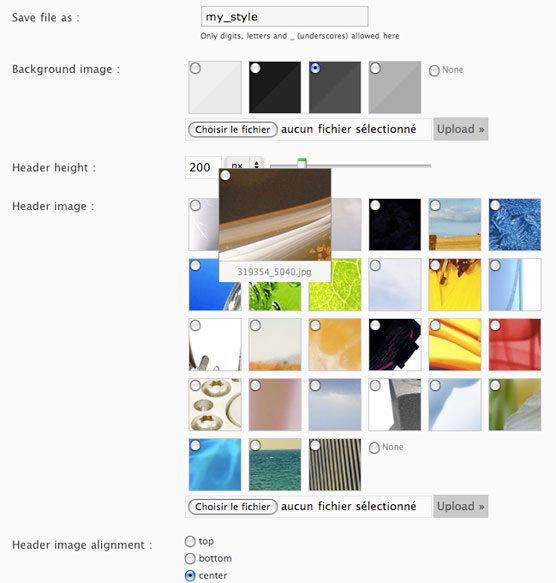 Save file as : my_style
Only digits, letters and _ (underscores) allowed here
Background image : None
Choisir le fichier aucun fichier sélectionné Upload »
Header height : 200 px
Header image :
319354_5040.jpg
None
Choisir le fichier aucun fichier sélectionné Upload »
Header image alignment : top
bottom
center